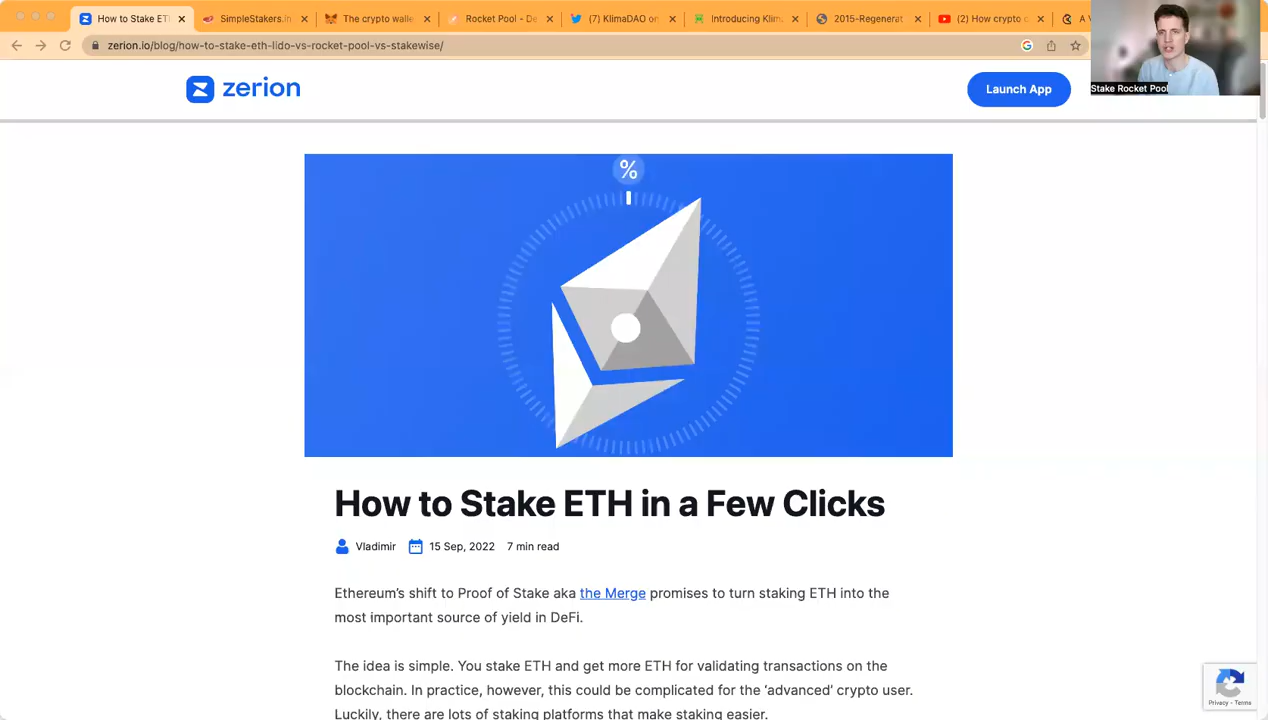 How to Stake ETH
SimpleStakers.in
The crypto walle
Rocket Pool - De
(7) KlimaDAO on
Introducing Klim
2015-Regenerat
(2) How crypto c
A V
zerion.io/blog/how-to-stake-eth-lido-vs-rocket-pool-vs-stakewise/
Stake Rocket Pool
zerion
Launch App
%
How to Stake ETH in a Few Clicks
Vladimir 15 Sep, 2022 7 min read
Ethereum’s shift to Proof of Stake aka the Merge promises to turn staking ETH into the
most important source of yield in DeFi.
The idea is simple. You stake ETH and get more ETH for validating transactions on the
blockchain. In practice, however, this could be complicated for the ‘advanced’ crypto user.
Luckily, there are lots of staking platforms that make staking easier.
Privacy - Terms